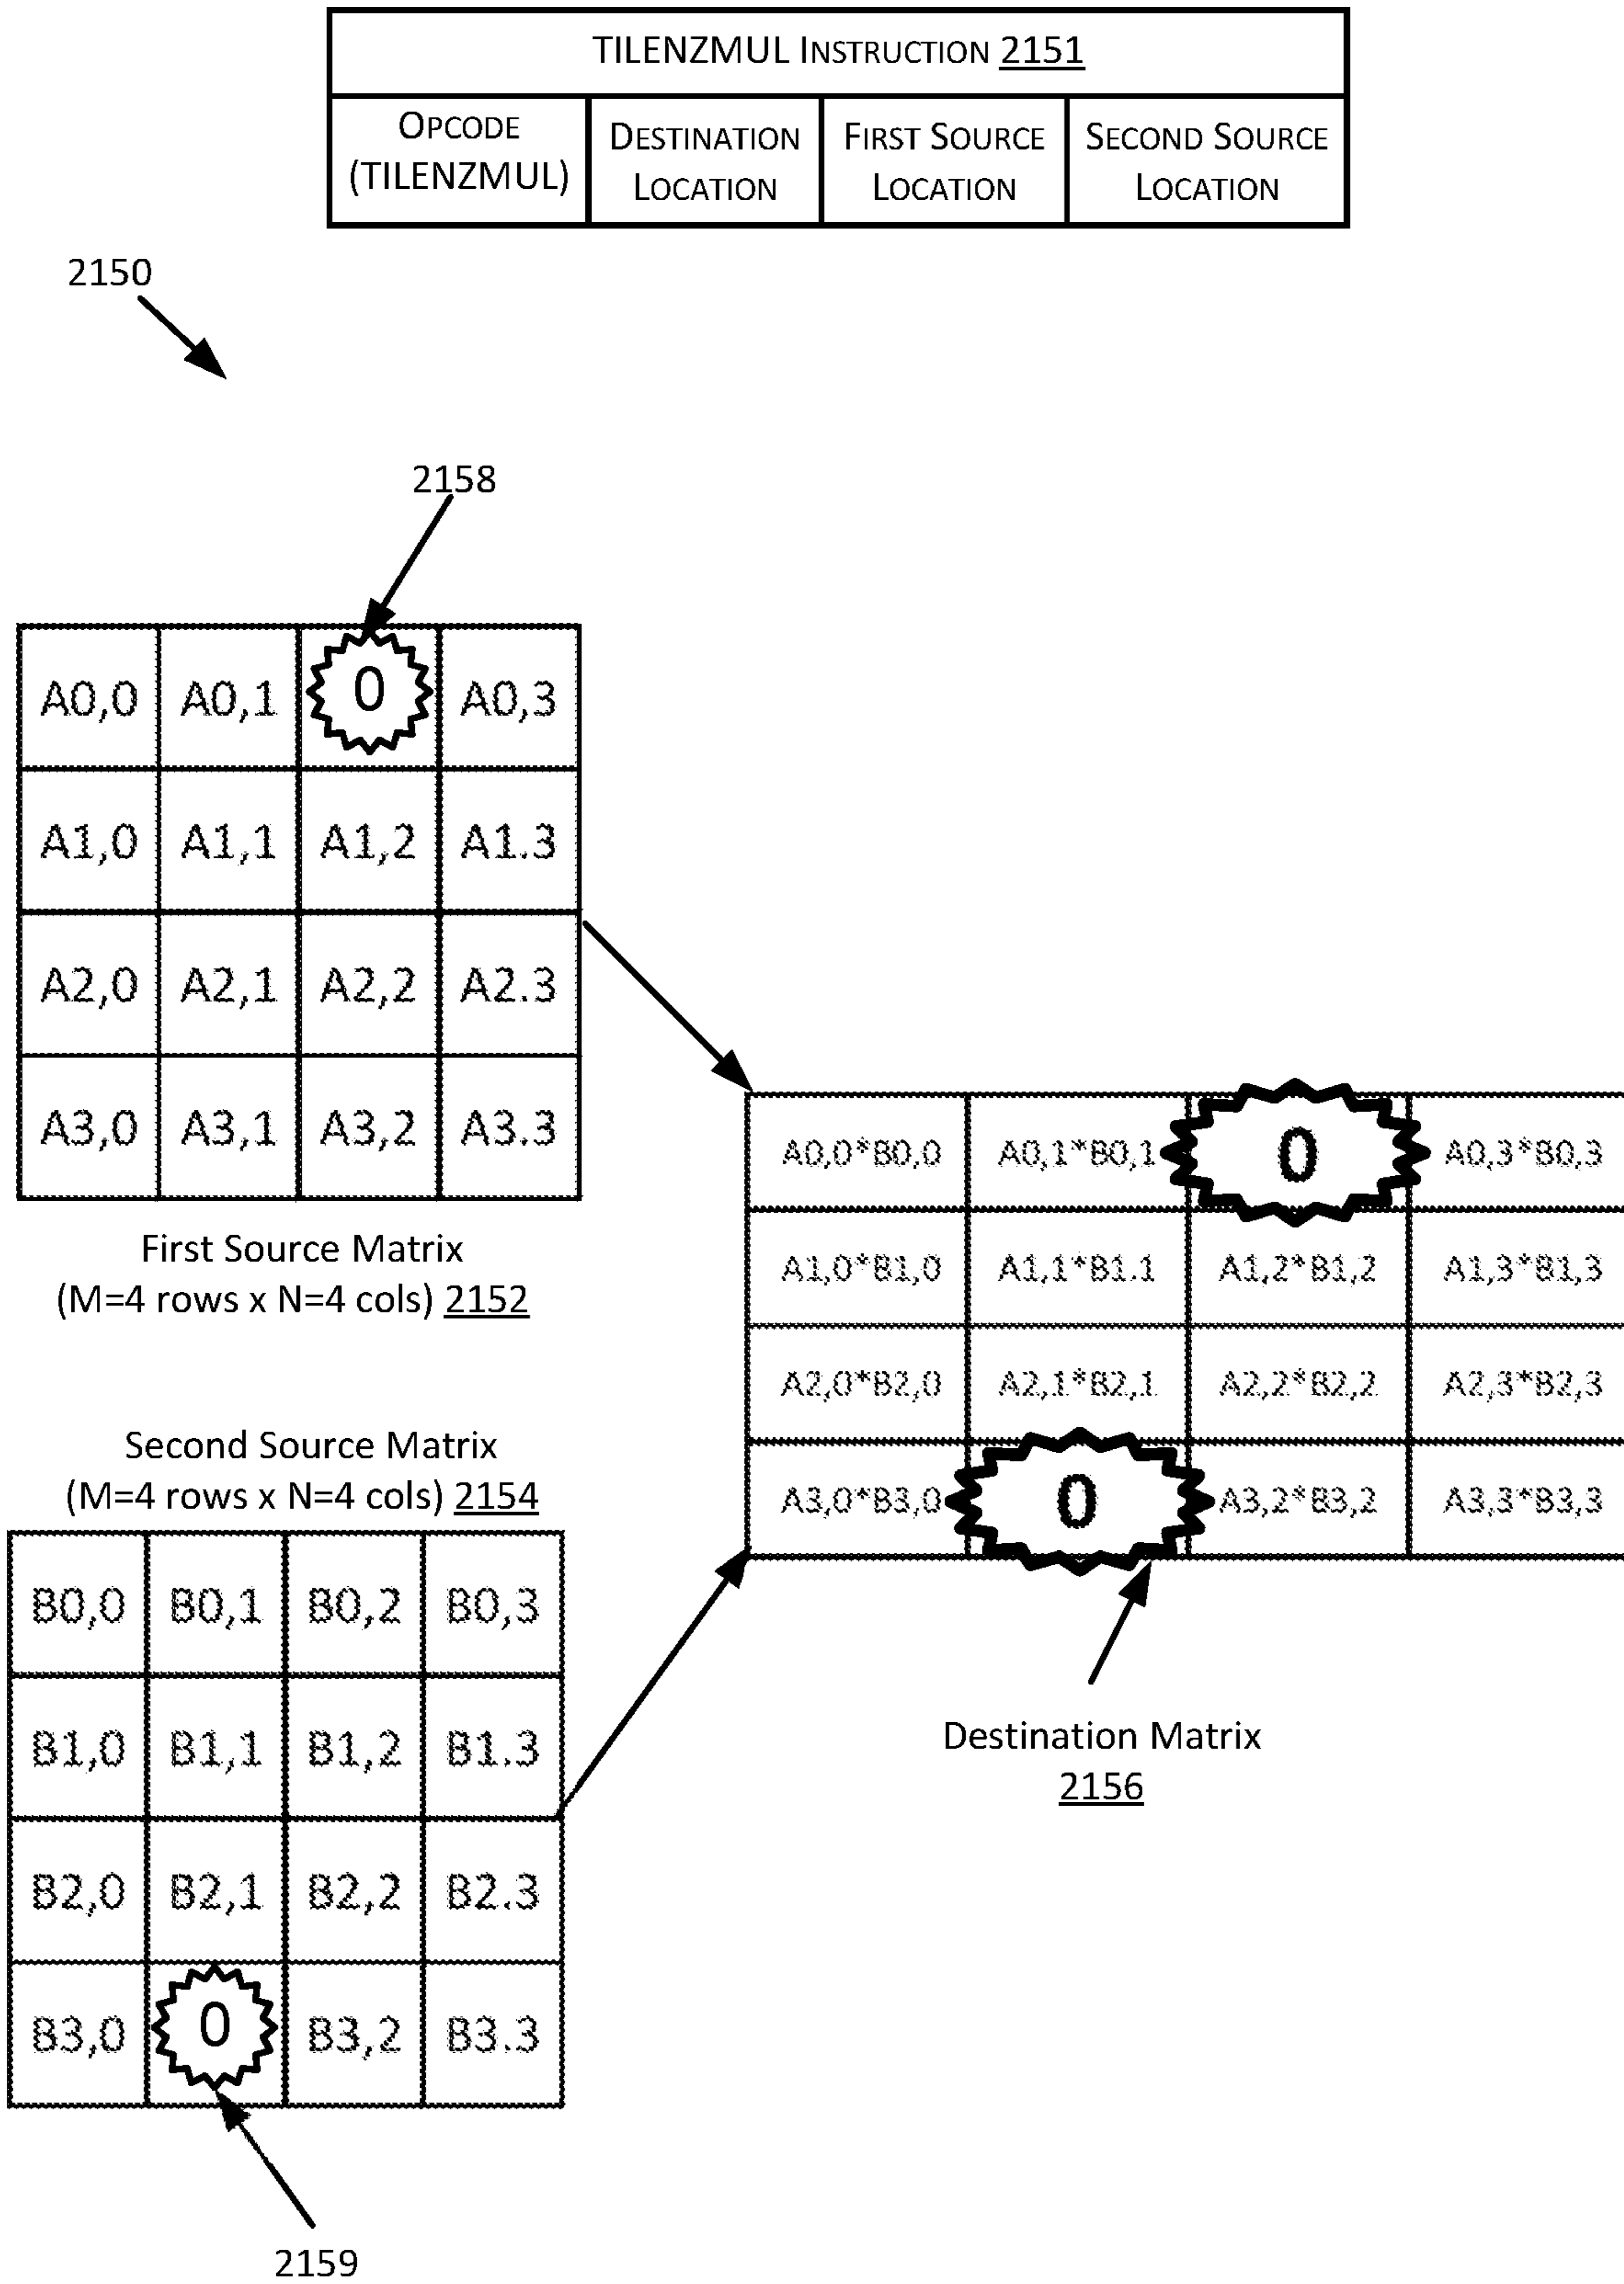 TILENZMUL INSTRUCTION 2151
OPCODE
(TILENZMUL)
DESTINATION
LOCATION
FIRST SOURCE
LOCATION
SECOND SOURCE
LOCATION
2150
2158
A0,0 A0,1 0 A0,3
A1,0 A1,1 A1,2 A1.3
A2,0 A2,1 A2,2 A2.3
A3,0 A3,1 A3,2 A3.3
First Source Matrix
(M=4 rows x N=4 cols) 2152
Second Source Matrix
(M=4 rows x N=4 cols) 2154
B0,0 B0,1 B0,2 B0,3
B1,0 B1,1 B1,2 B1.3
B2,0 B2,1 B2,2 B2.3
B3,0 0 B3,2 B3.3
2159
A0,0*B0,0 A0,1*B0,1 0 A0,3*B0,3
A1,0*B1,0 A1,1*B1.1 A1,2*B1,2 A1,3*B1,3
A2,0*B2,0 A2,1*B2,1 A2,2*B2,2 A2,3*B2,3
A3,0*B3,0 0 A3,2*B3,2 A3,3*B3,3
Destination Matrix
2156